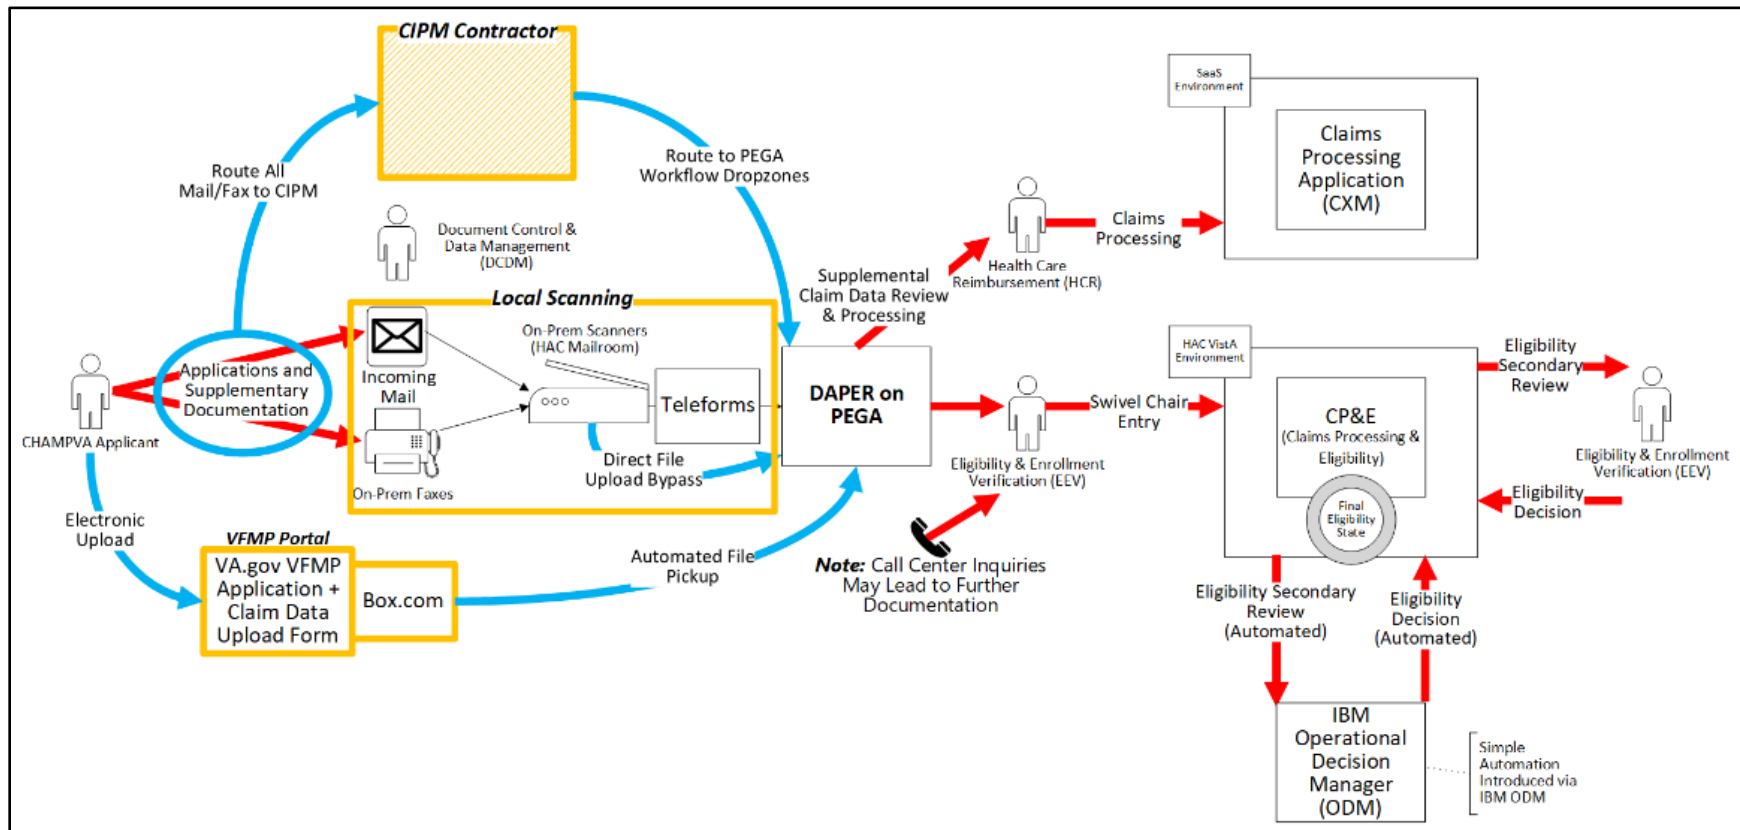 CIPM Contractor
Route All
Mail/Fax to CIPM
Route to PEGA
Workflow Dropzones
Document Control &
Data Management
(DCDM)
Local Scanning
Incoming
Mail
On-Prem Faxes
On-Prem Scanners
(HAC Mailroom)
Teleforms
Direct File
Upload Bypass
Applications and
Supplementary
Documentation
CHAMPVA Applicant
Electronic
Upload
VFMP Portal
VA.gov VFMP
Application +
Claim Data
Upload Form
Box.com
Automated File
Pickup
DAPER on
PEGA
Supplemental
Claim Data Review
& Processing
Health Care
Reimbursement (HCR)
Claims
Processing
SaaS
Environment
Claims
Processing
Application
(CXM)
Eligibility & Enrollment
Verification (EEV)
Note: Call Center Inquiries
May Lead to Further
Documentation
Swivel Chair
Entry
HAC VistA
Environment
CP&E
(Claims Processing &
Eligibility)
Final
Eligibility
State
Eligibility
Secondary
Review
Eligibility & Enrollment
Verification (EEV)
Eligibility
Decision
Eligibility Secondary
Review
(Automated)
Eligibility
Decision
(Automated)
IBM
Operational
Decision
Manager
(ODM)
Simple
Automation
Introduced via
IBM ODM